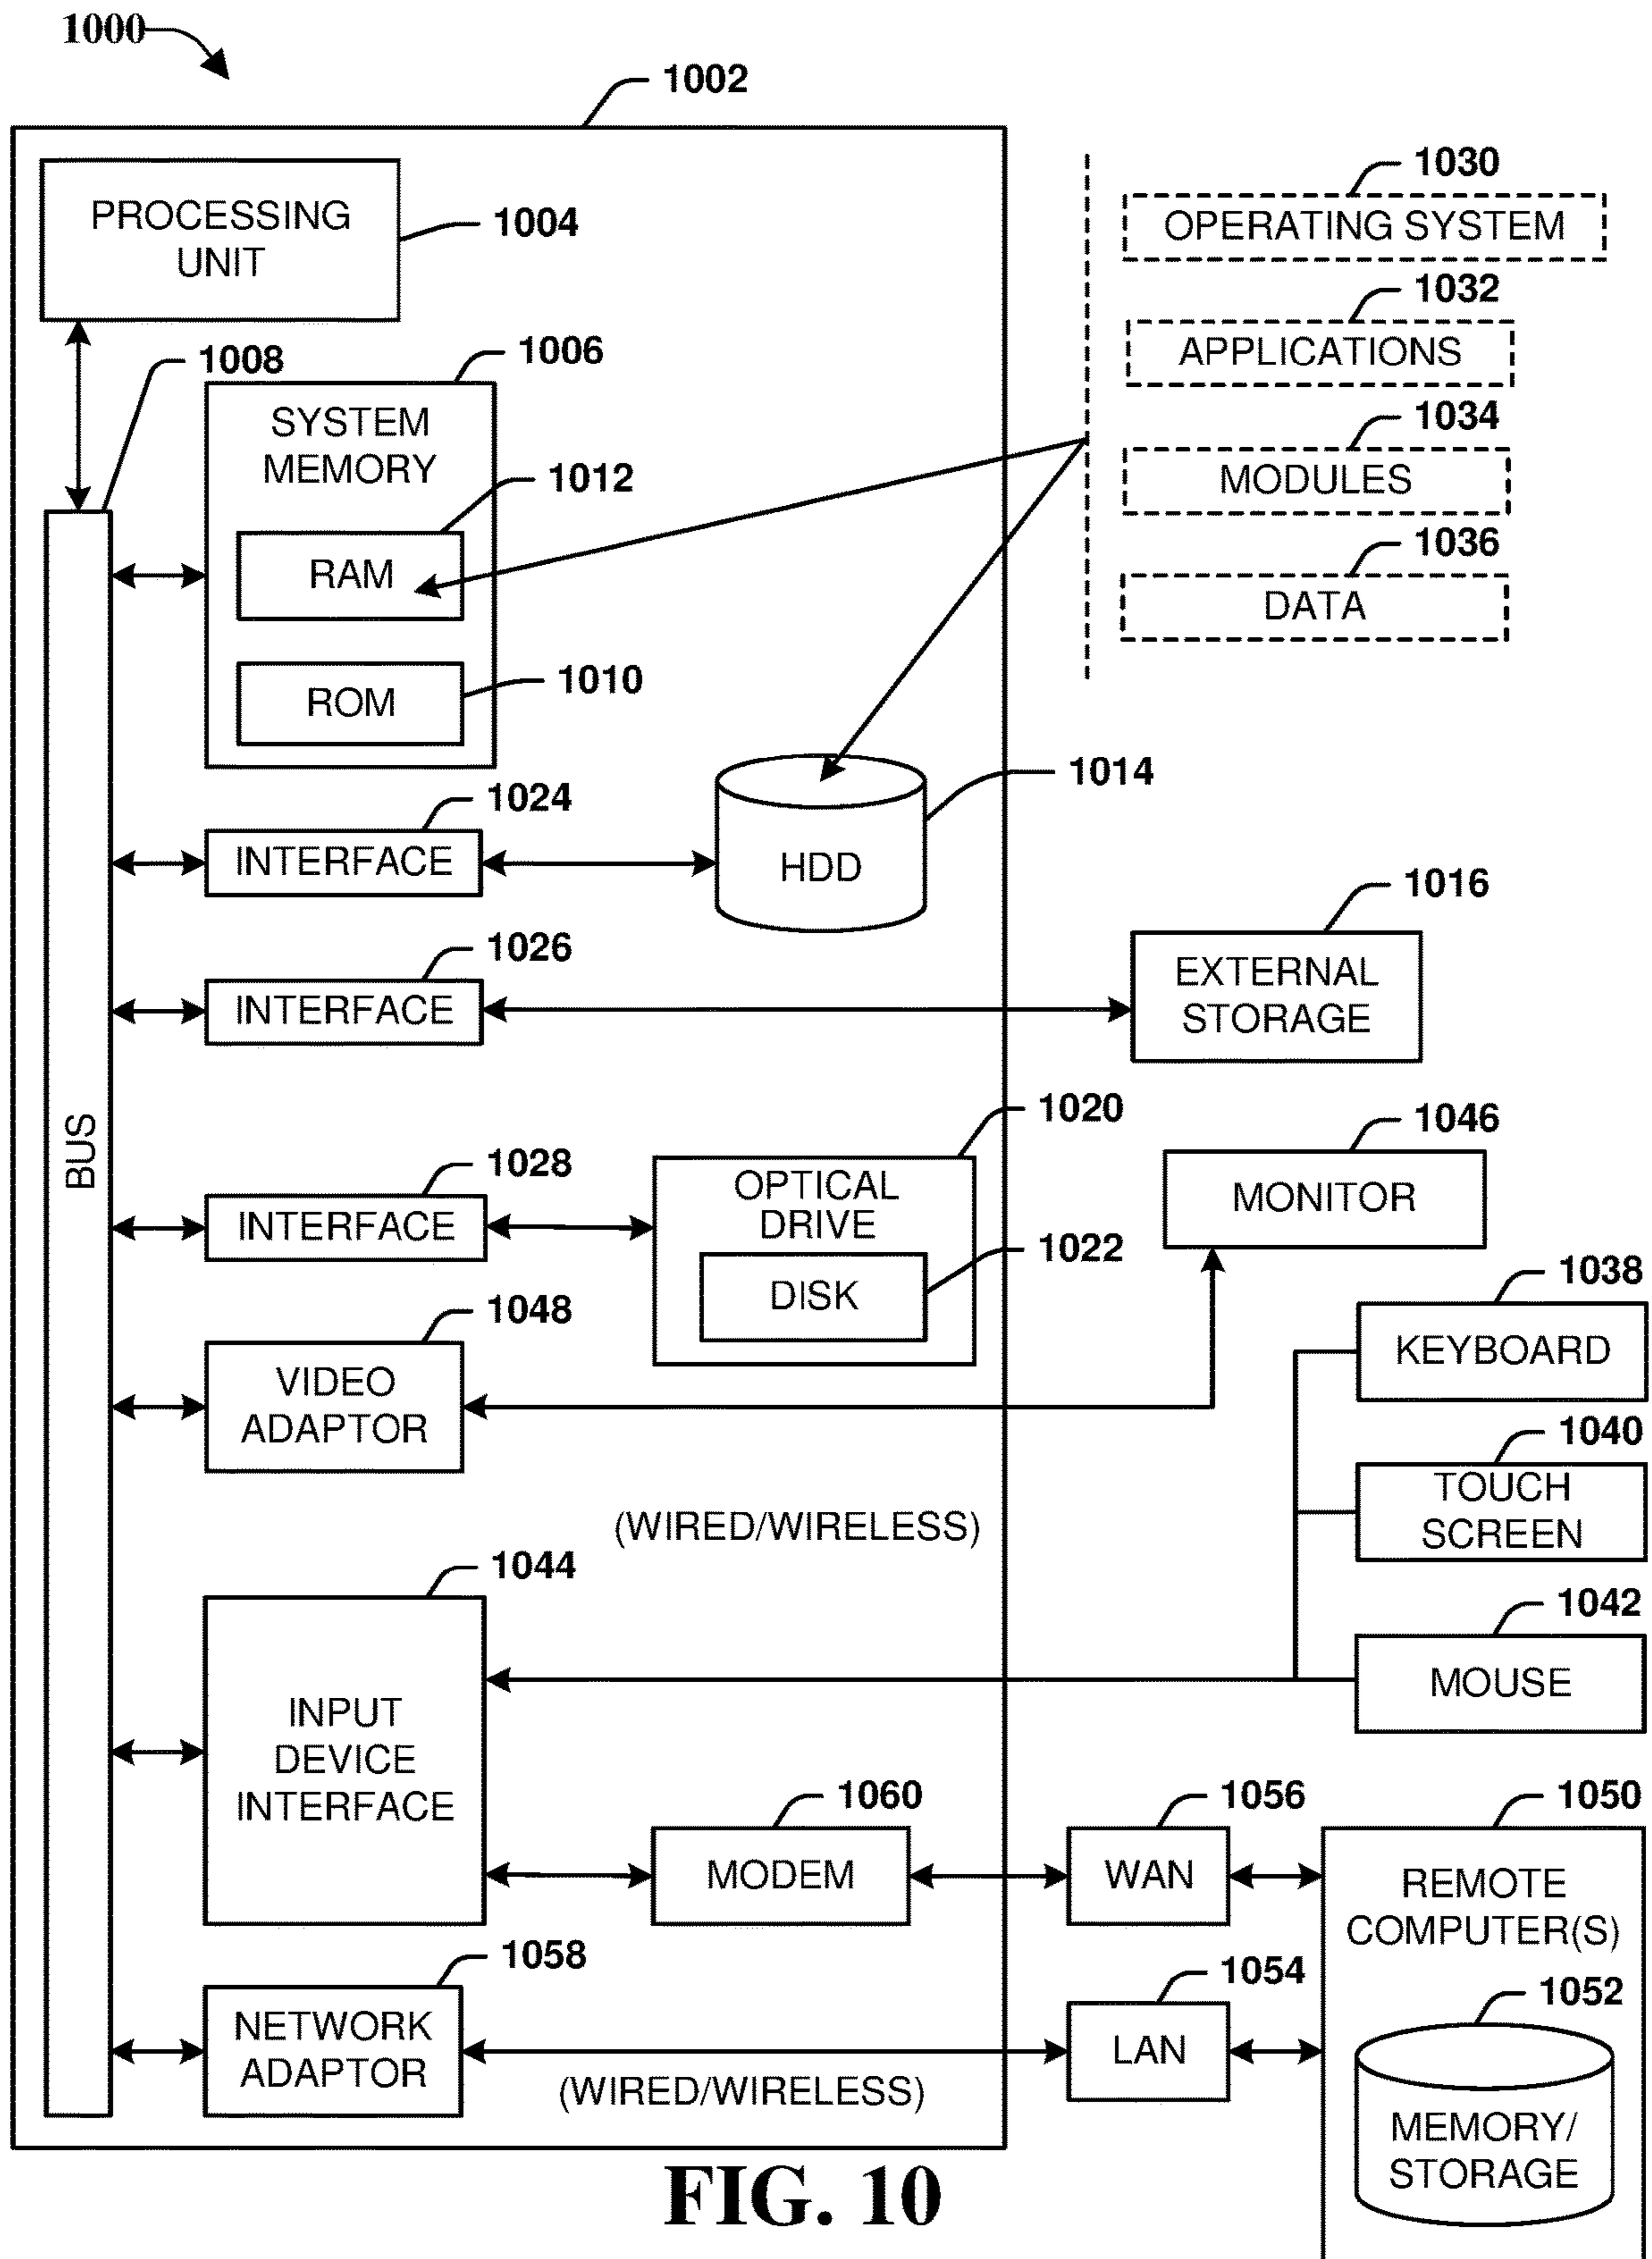 1000
1002
PROCESSING
UNIT
1004
1030
OPERATING SYSTEM
1032
APPLICATIONS
1034
MODULES
1036
DATA
1008
1006
SYSTEM
MEMORY
1012
RAM
1010
ROM
1014
HDD
1024
INTERFACE
1016
EXTERNAL
STORAGE
1026
INTERFACE
BUS
1020
OPTICAL
DRIVE
1022
DISK
1028
INTERFACE
1046
MONITOR
1048
VIDEO
ADAPTOR
1038
KEYBOARD
1040
TOUCH
SCREEN
(WIRED/WIRELESS)
1044
INPUT
DEVICE
INTERFACE
1042
MOUSE
1060
MODEM
1056
WAN
1050
REMOTE
COMPUTER(S)
1058
NETWORK
ADAPTOR
(WIRED/WIRELESS)
1054
LAN
1052
MEMORY/
STORAGE
FIG. 10